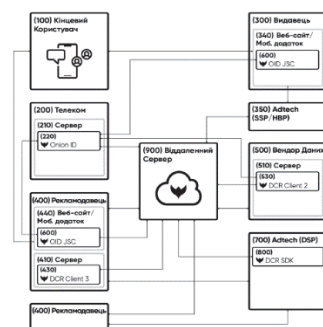 (100) Кінцевий
Користувач
(200) Телеком
(210) Сервер
(220)
Onion ID
(400) Рекламодавець
(440) Веб-сайт/
Моб. додаток
(600)
OID JSC
(410) Сервер
(430)
DCR Client 3
(400) Рекламодавець
(900) Віддаленний
Сервер
(300) Видавець
(340) Веб-сайт/
Моб. додаток
(600)
OID JSC
(350) Adtech
(SSP/HBP)
(500) Вендор Даних
(510) Сервер
(530)
DCR Client 2
(700) Adtech (DSP)
(800)
DCR SDK